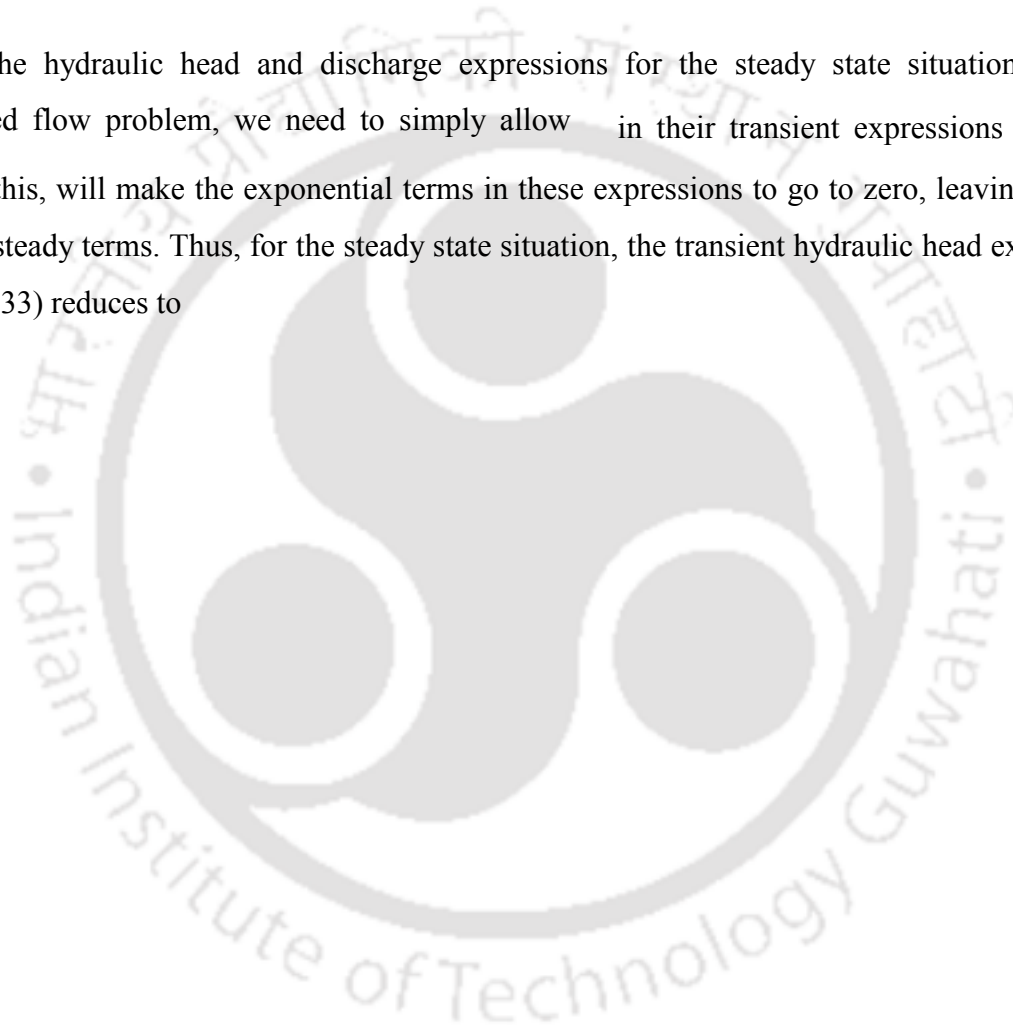 he hydraulic head and discharge expressions for the steady state situation
ed flow problem, we need to simply allow in their transient expressions
this, will make the exponential terms in these expressions to go to zero, leavin
steady terms. Thus, for the steady state situation, the transient hydraulic head ex
33) reduces to
भारतीय प्रौद्योगिकी संस्थान गुवाहाटी
• Indian Institute of Technology Guwahati •